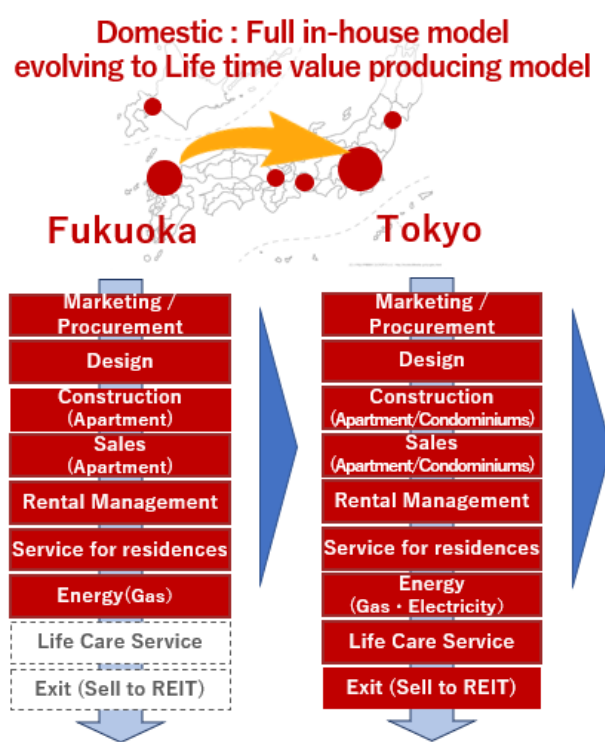 Domestic : Full in-house model
evolving to Life time value producing model
Fukuoka
Tokyo
Marketing /
Procurement
Design
Construction
(Apartment)
Sales
(Apartment)
Rental Management
Service for residences
Energy(Gas)
Life Care Service
Exit (Sell to REIT)
Marketing /
Procurement
Design
Construction
(Apartment/Condominiums)
Sales
(Apartment/Condominiums)
Rental Management
Service for residences
Energy
(Gas・Electricity)
Life Care Service
Exit (Sell to REIT)